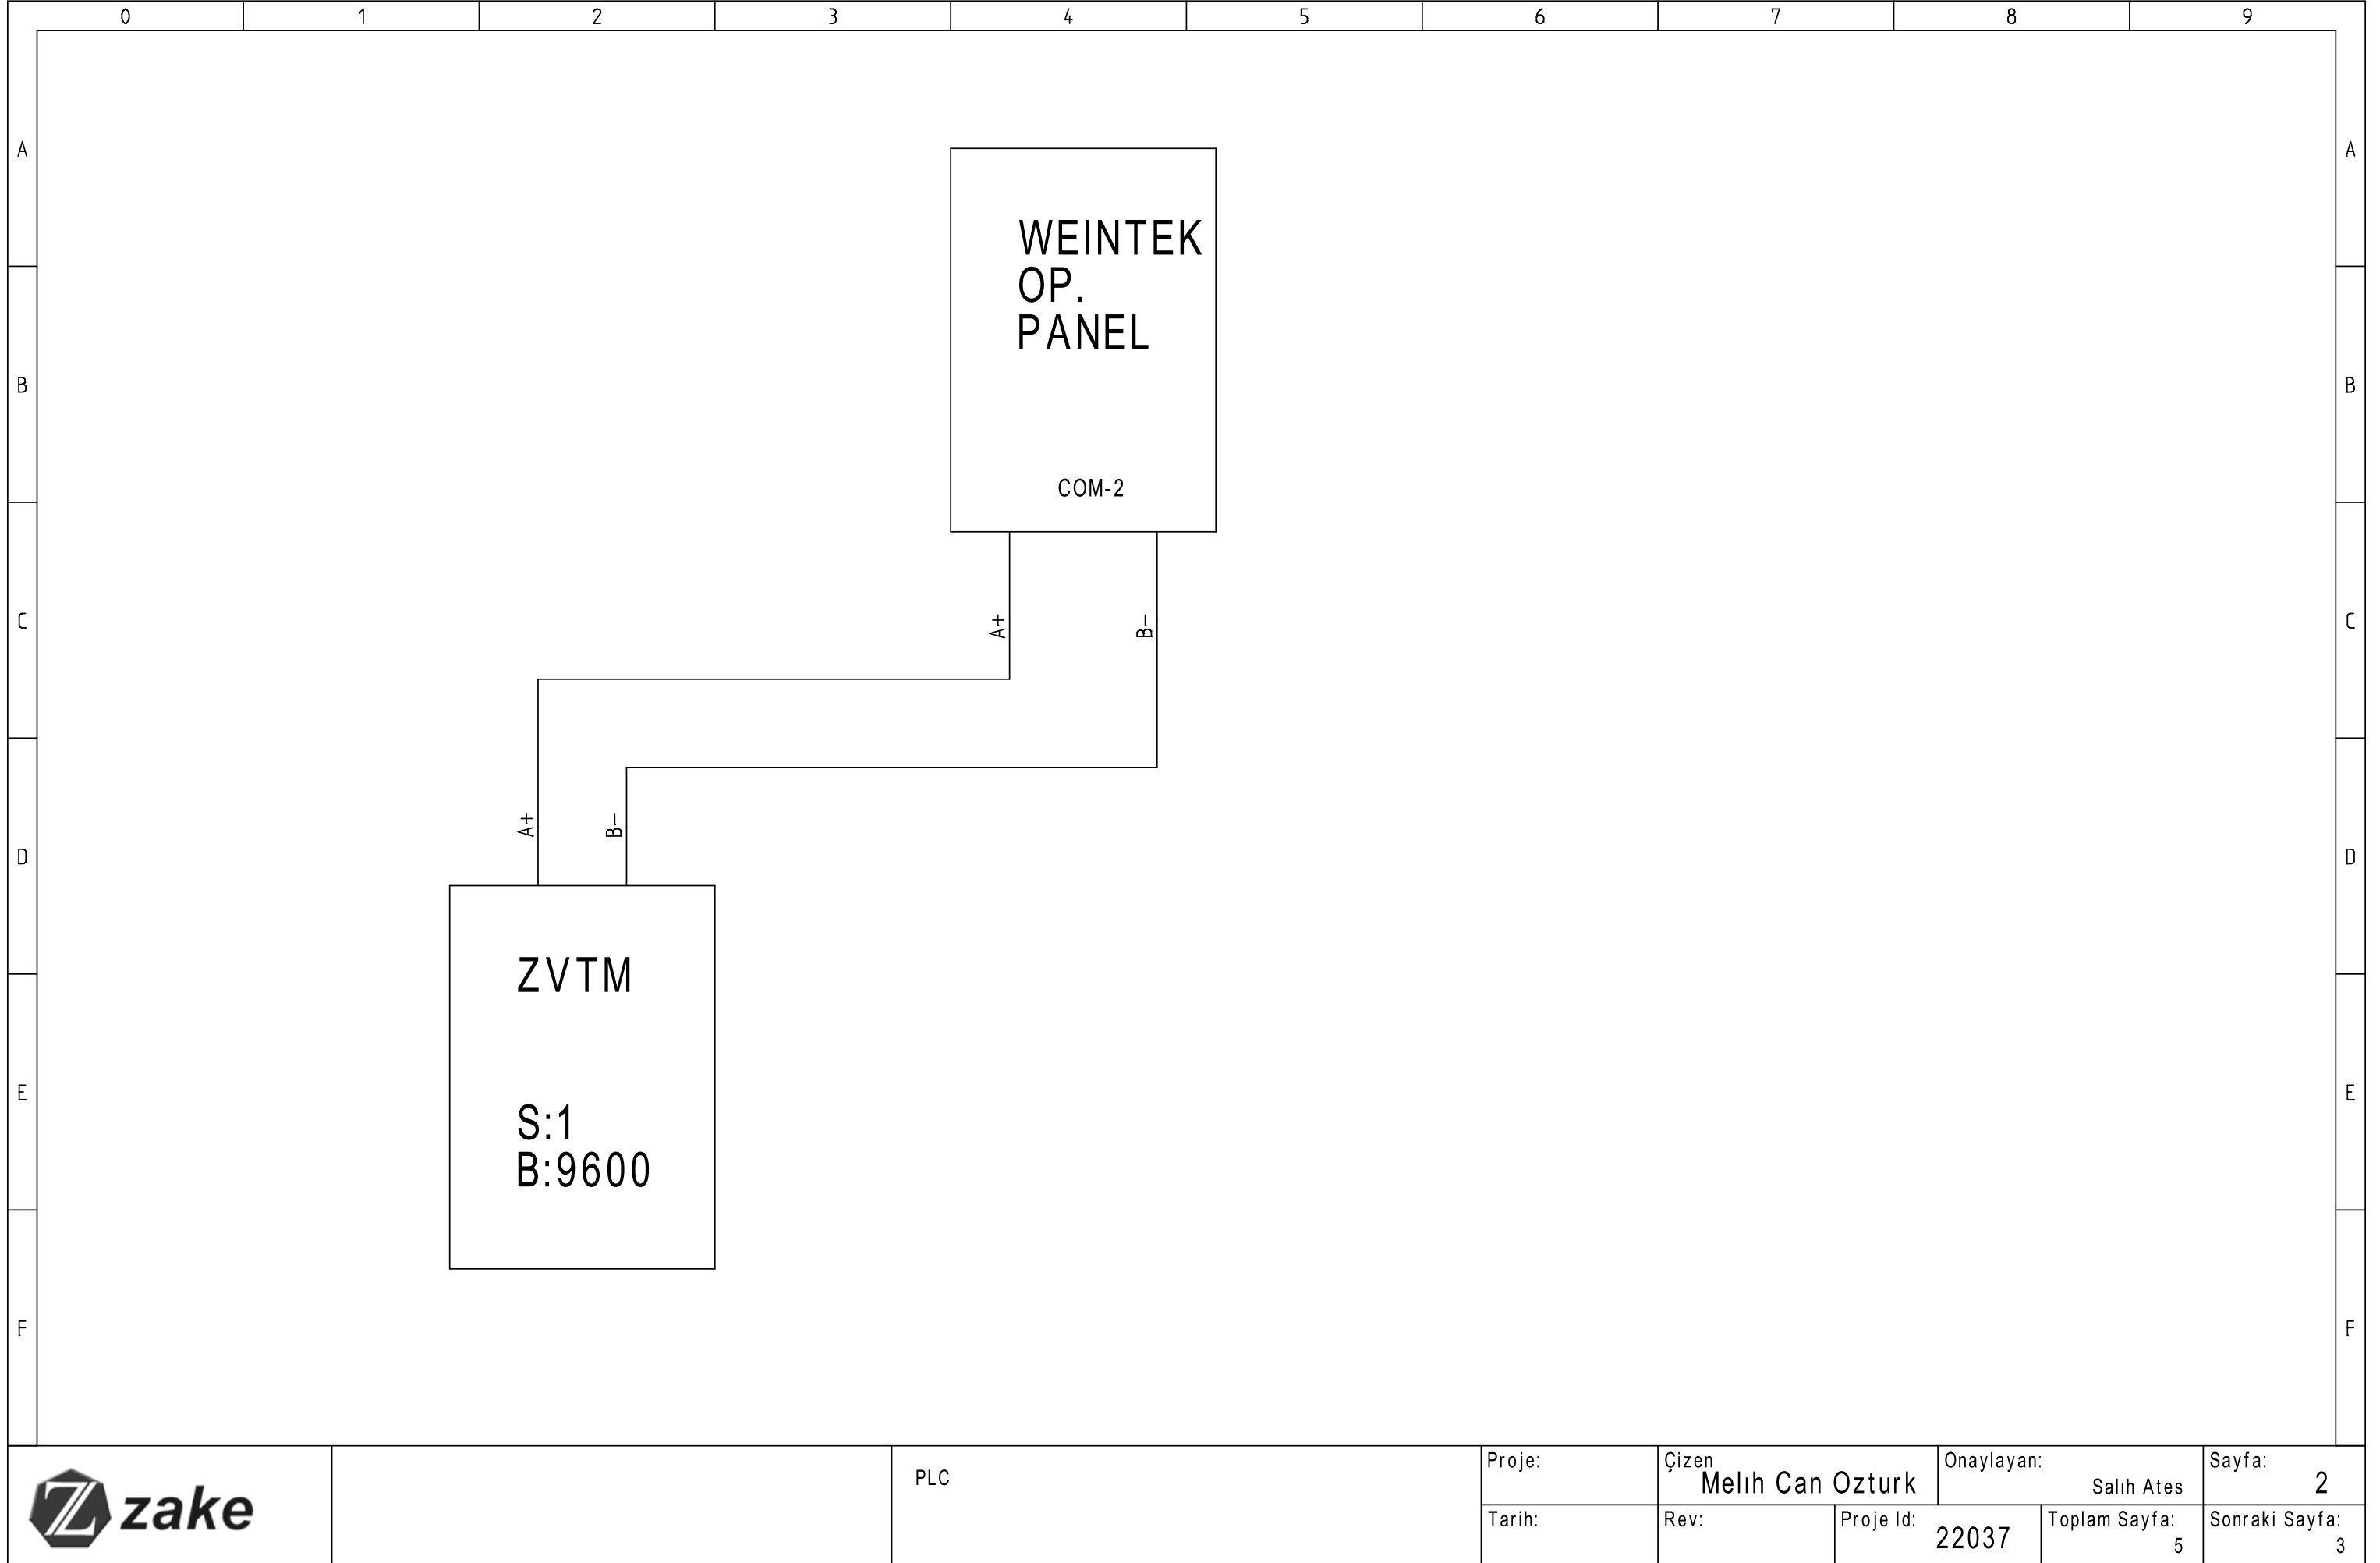 0 1 2 3 4 5 6 7 8 9
A A
WEINTEK
OP.
PANEL
B B
COM-2
C C
A+ B-
A+ B-
D D
ZVTM
E E
S:1
B:9600
F F
zake
PLC
Proje:
Çizen
Melıh Can Ozturk
Onaylayan:
Salıh Ates
Sayfa:
2
Tarih:
Rev:
Proje Id:
22037
Toplam Sayfa:
5
Sonraki Sayfa:
3